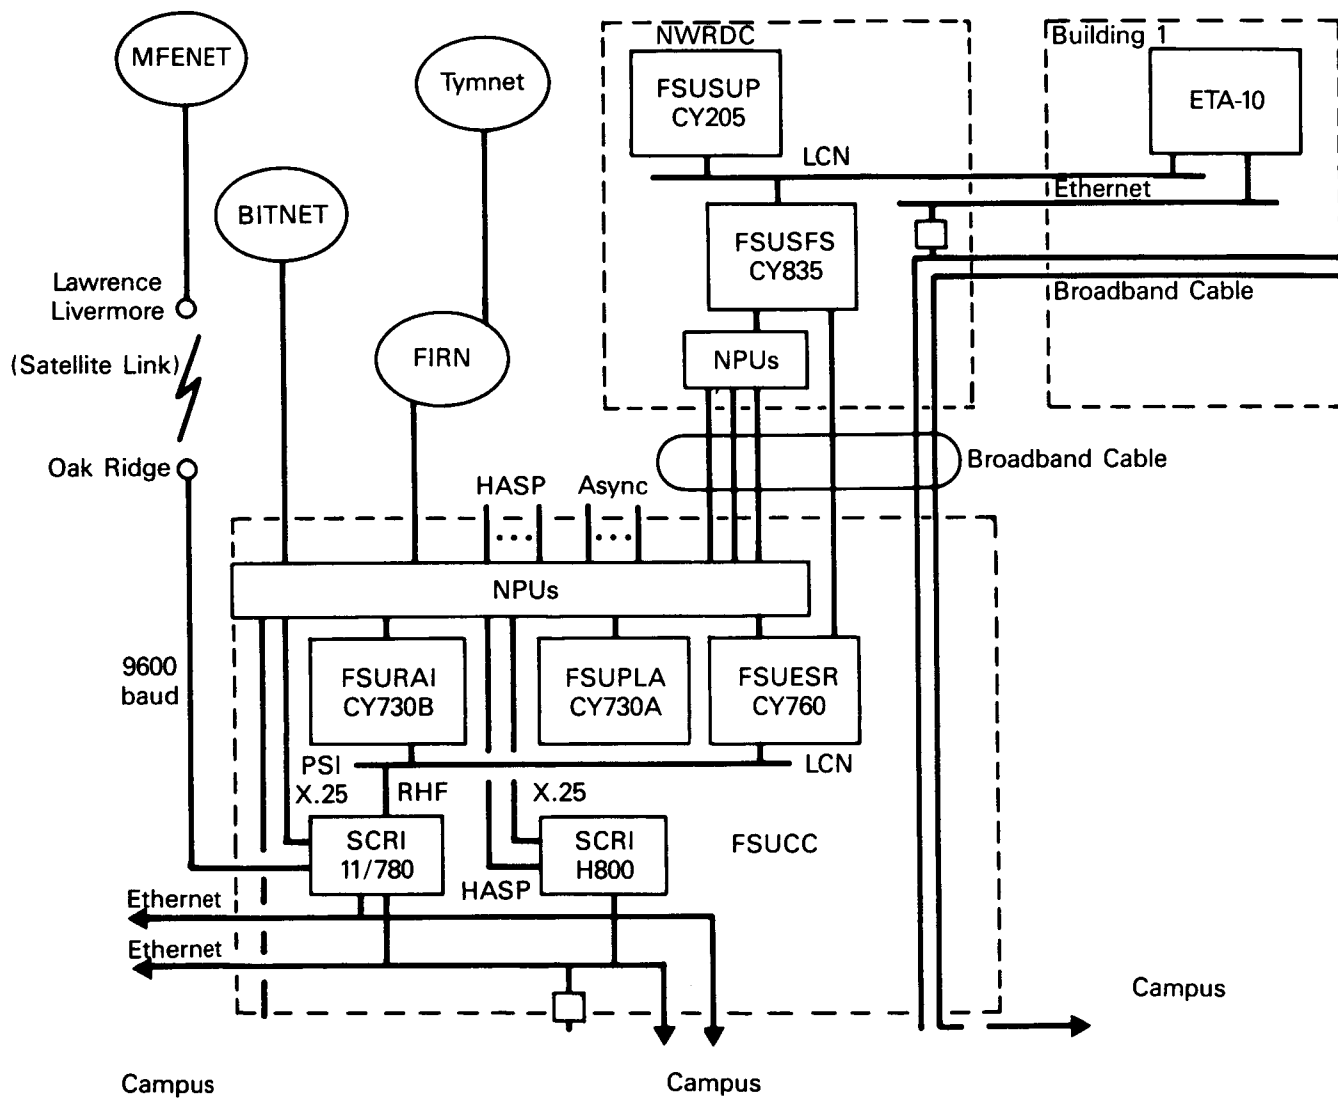 MFENET
Tymnet
NWRDC
FSUSUP
CY205
Building 1
ETA-10
LCN
Ethernet
BITNET
FSUSFS
CY835
Lawrence
Livermore
Broadband Cable
FIRN
NPUs
(Satellite Link)
Oak Ridge
Broadband Cable
HASP
Async
NPUs
9600
baud
FSURAI
CY730B
FSUPLA
CY730A
FSUESR
CY760
PSI
X.25
RHF
X.25
LCN
SCRI
11/780
SCRI
H800
FSUCC
HASP
Ethernet
Ethernet
Campus
Campus
Campus